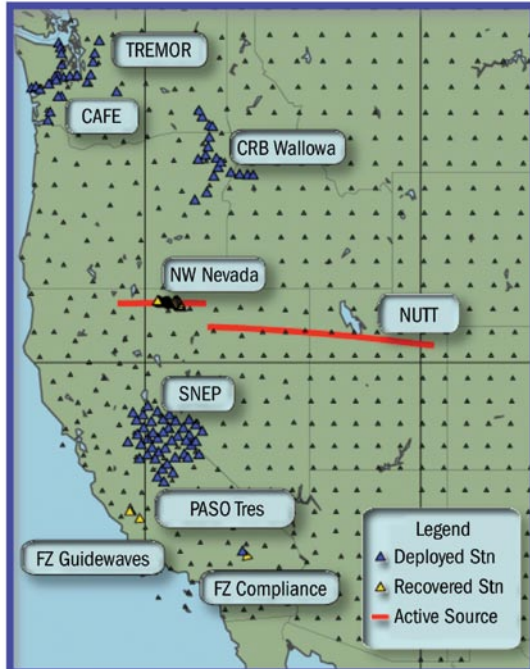 TREMOR
CAFE
CRB Wallowa
NW Nevada
NUTT
SNEP
PASO Tres
FZ Guidewaves
FZ Compliance
Legend
Deployed Stn
Recovered Stn
Active Source